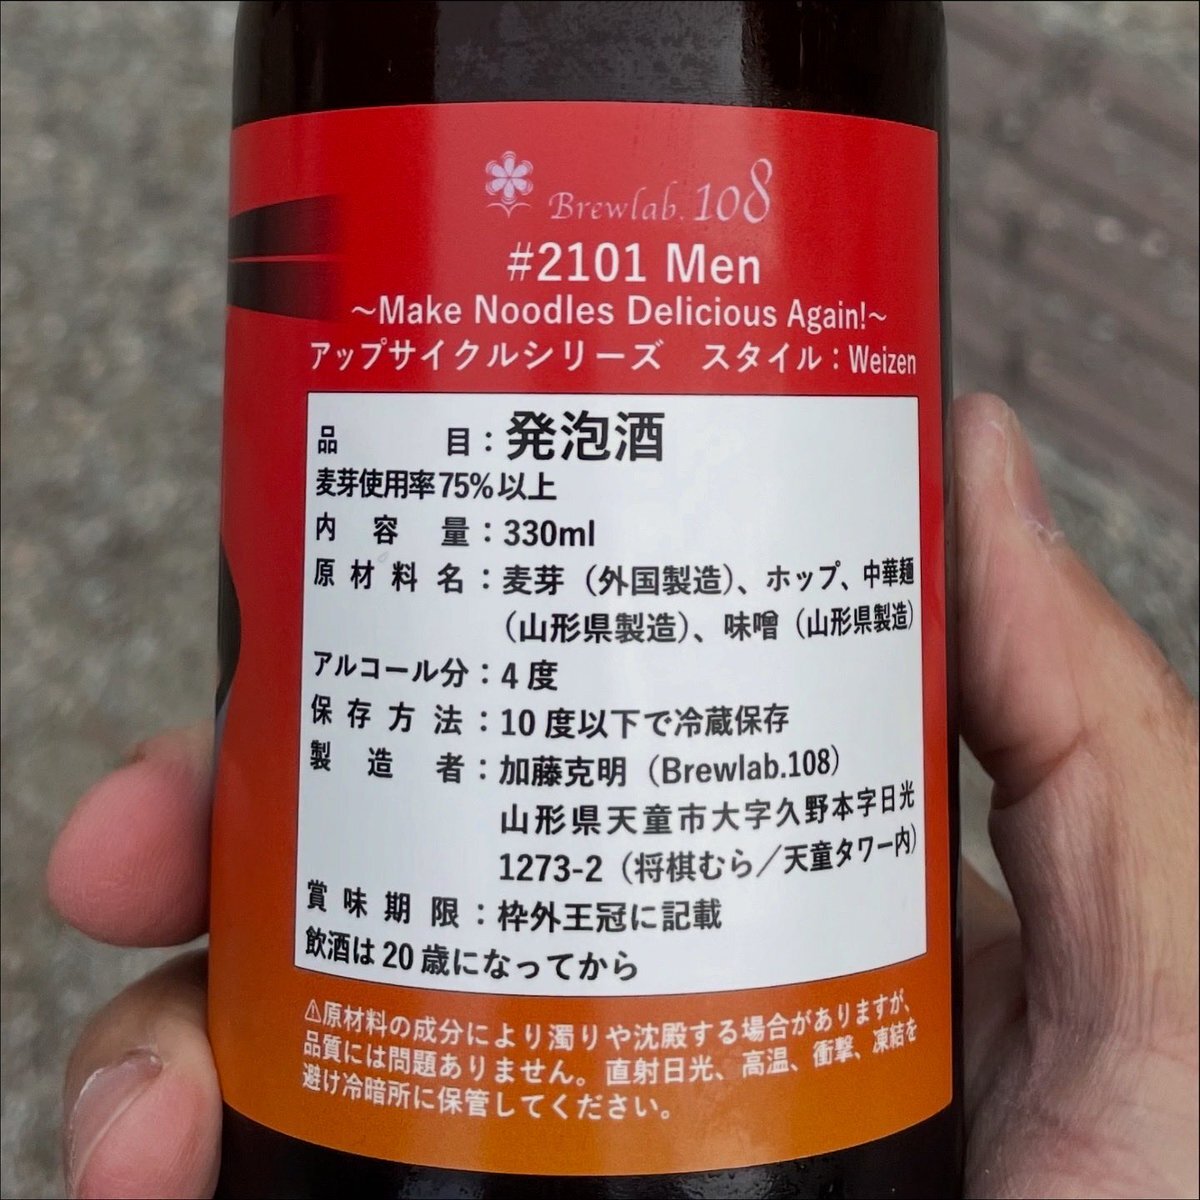 Brewlab.108
#2101 Men
~Make Noodles Delicious Again!~
アップサイクルシリーズ　スタイル：Weizen
品目：発泡酒
麦芽使用率75%以上
内容量：330ml
原材料名：麦芽（外国製造）、ホップ、中華麺
（山形県製造）、味噌（山形県製造）
アルコール分：4度
保存方法：10度以下で冷蔵保存
製造者：加藤克明（Brewlab.108）
山形県天童市大字久野本字日光
1273-2（将棋むら／天童タワー内）
賞味期限：枠外王冠に記載
飲酒は20歳になってから
⚠原材料の成分により濁りや沈殿する場合がありますが、
品質には問題ありません。直射日光、高温、衝撃、凍結を
避け冷暗所に保管してください。